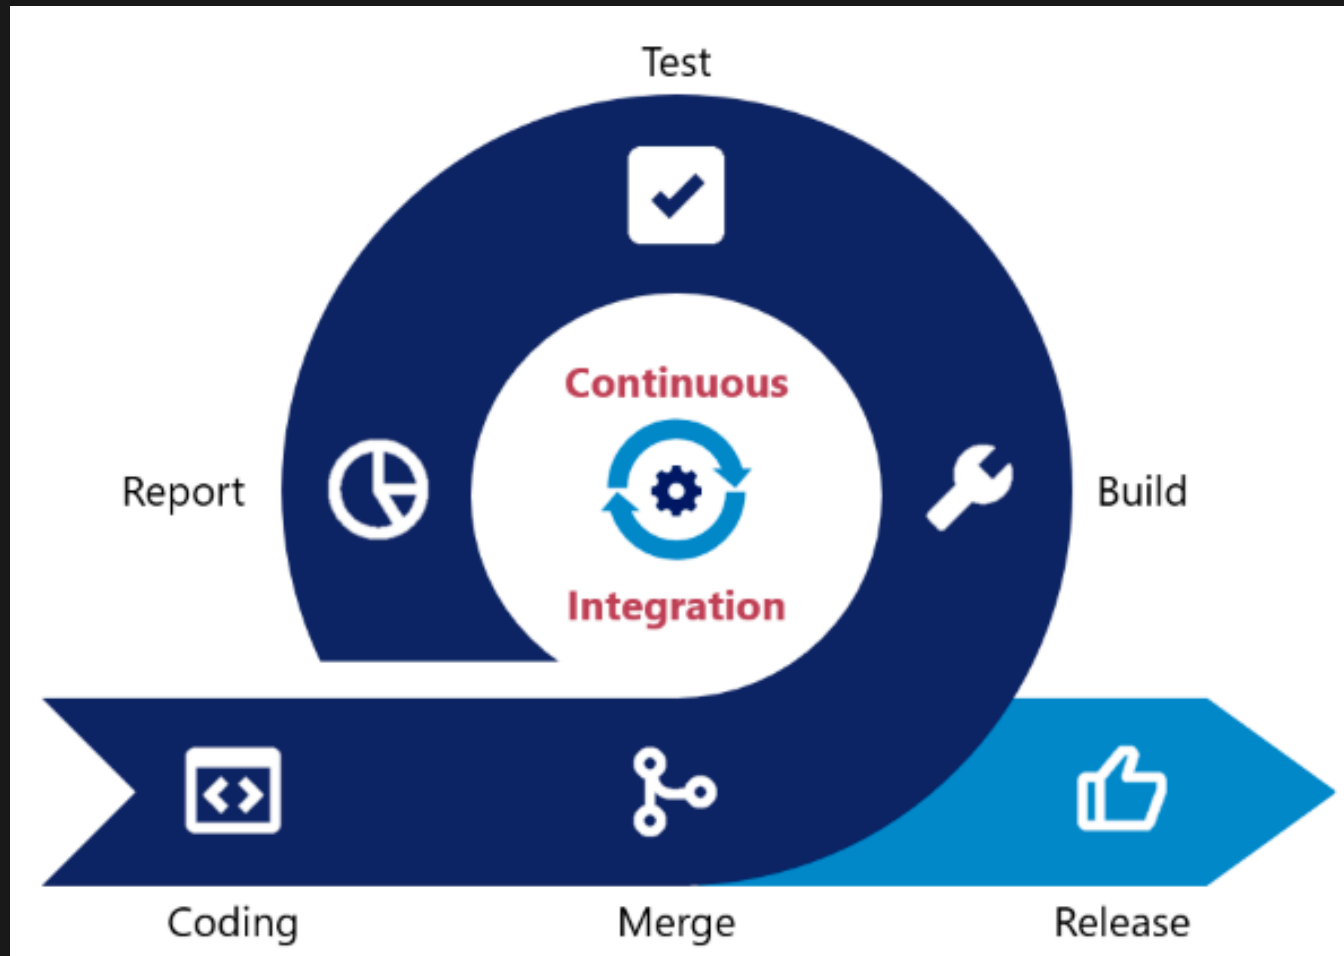 Test
Continuous
Report
Build
Integration
Coding
Merge
Release